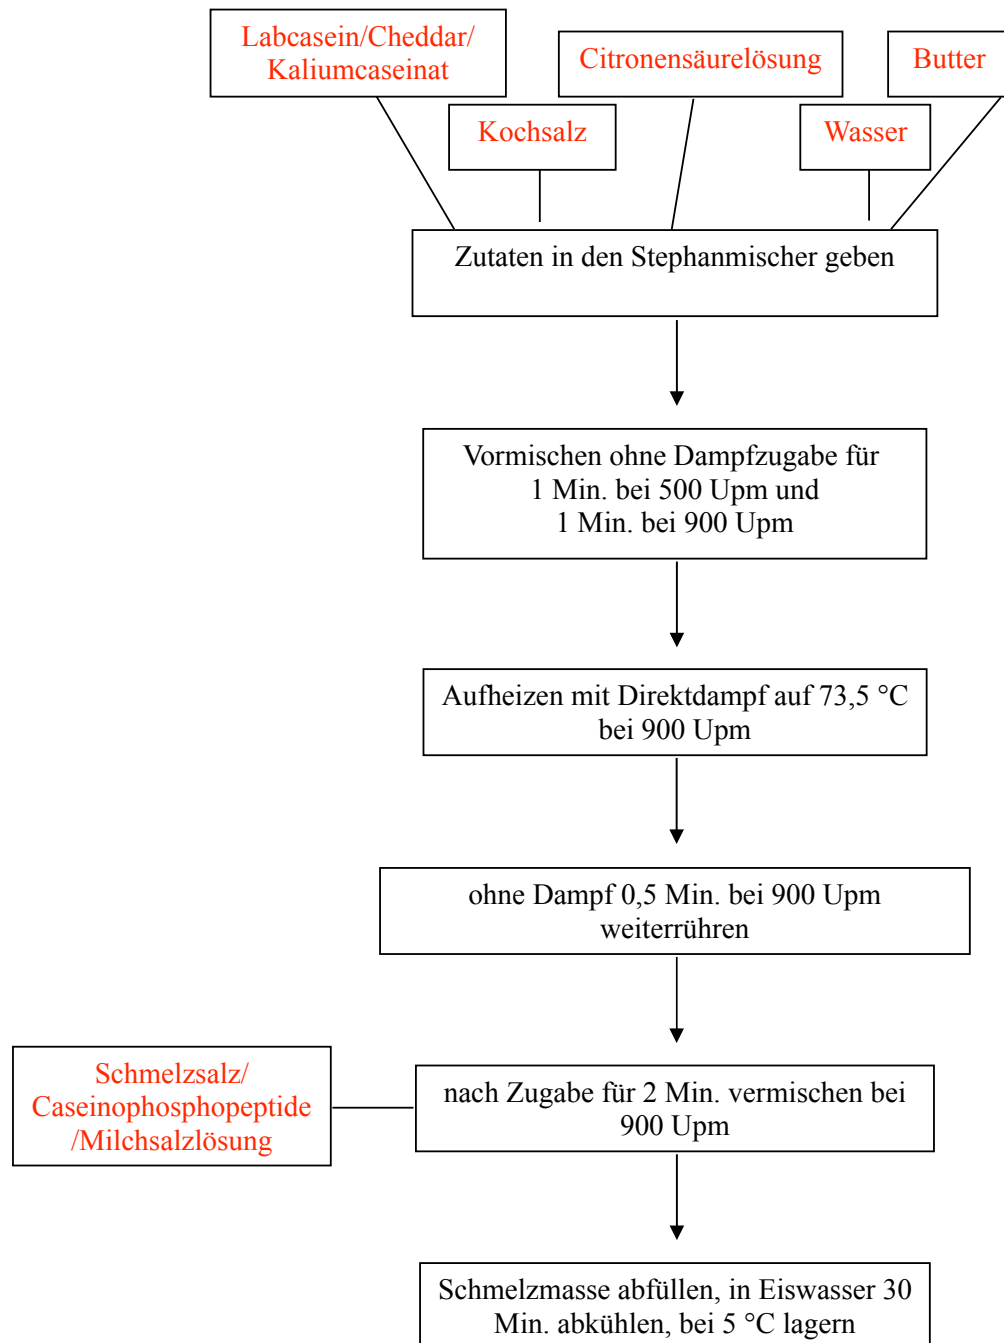 Labcasein/Cheddar/
Kaliumcaseinat
Citronensäurelösung
Butter
Kochsalz
Wasser
Zutaten in den Stephanmischer geben
Vormischen ohne Dampfzugabe für
1 Min. bei 500 Upm und
1 Min. bei 900 Upm
Aufheizen mit Direktdampf auf 73,5 °C
bei 900 Upm
ohne Dampf 0,5 Min. bei 900 Upm
weiterrühren
Schmelzsalz/
Caseinophosphopeptide
/Milchsalzlösung
nach Zugabe für 2 Min. vermischen bei
900 Upm
Schmelzmasse abfüllen, in Eiswasser 30
Min. abkühlen, bei 5 °C lagern